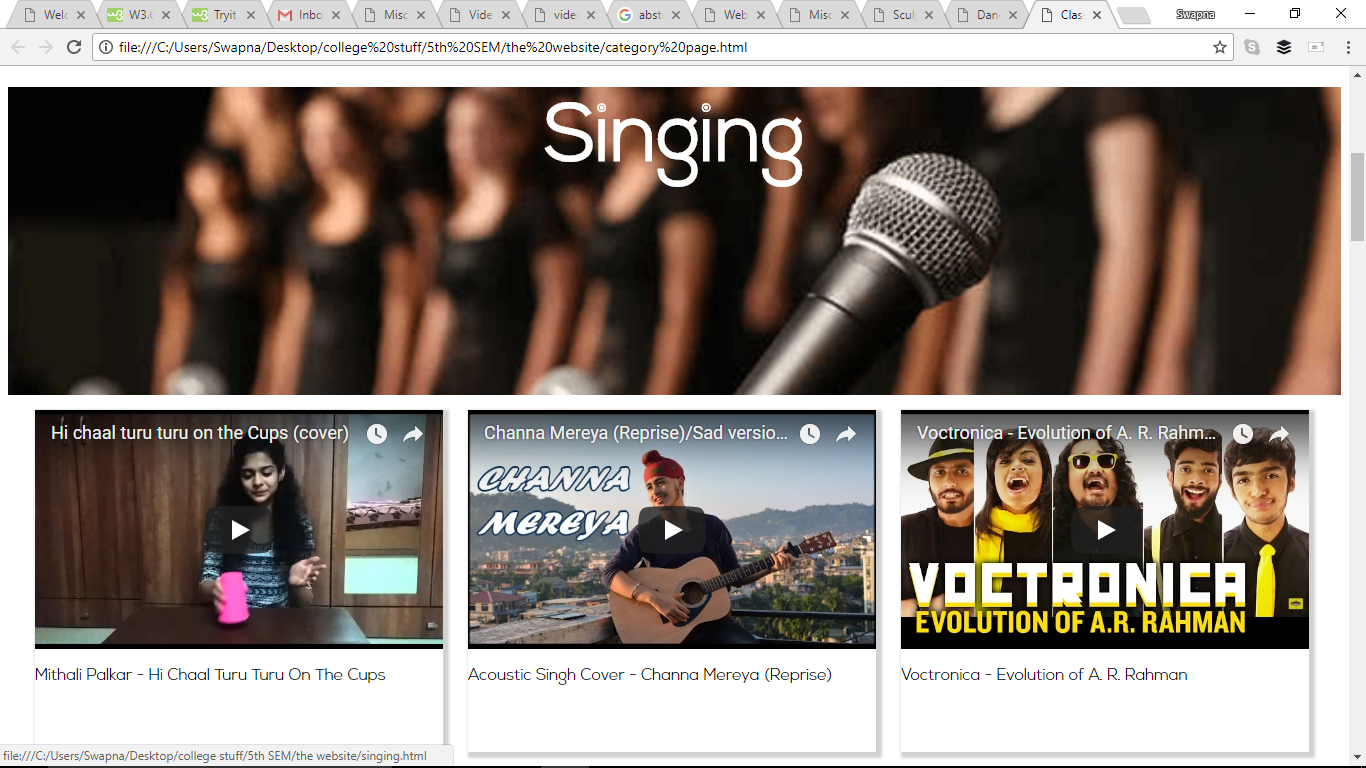 Welc W3.C Tryit Inbo Misc Vide vide abst Web Misc Scul Dan Clas Swapna
file:///C:/Users/Swapna/Desktop/college%20stuff/5th%20SEM/the%20website/category%20page.html
Singing
Hi chaal turu turu on the Cups (cover)
Channa Mereya (Reprise)/Sad versio...
Voctronica - Evolution of A. R. Rahm...
CHANNA
MEREYA
VOCTRONICA
EVOLUTION OF A.R. RAHMAN
Mithali Palkar - Hi Chaal Turu Turu On The Cups
Acoustic Singh Cover - Channa Mereya (Reprise)
Voctronica - Evolution of A. R. Rahman
file:///C:/Users/Swapna/Desktop/college stuff/5th SEM/the website/singing.html